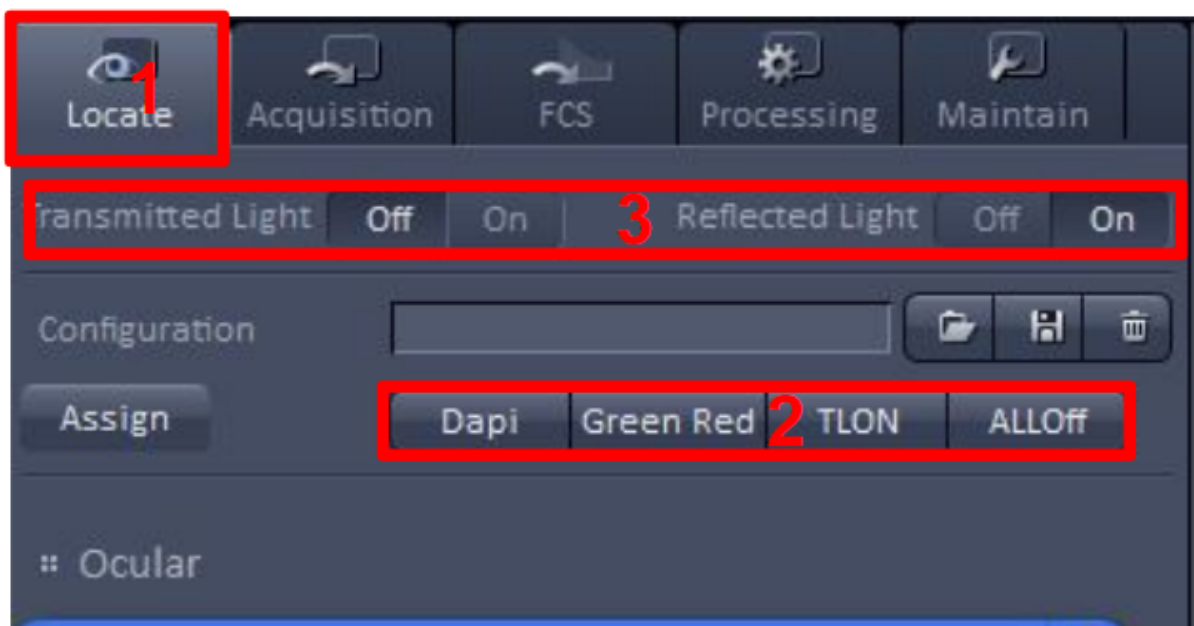 1
Locate Acquisition FCS Processing Maintain
Transmitted Light Off On 3 Reflected Light Off On
Configuration
Assign Dapi Green Red 2 TLON ALLOff
Ocular